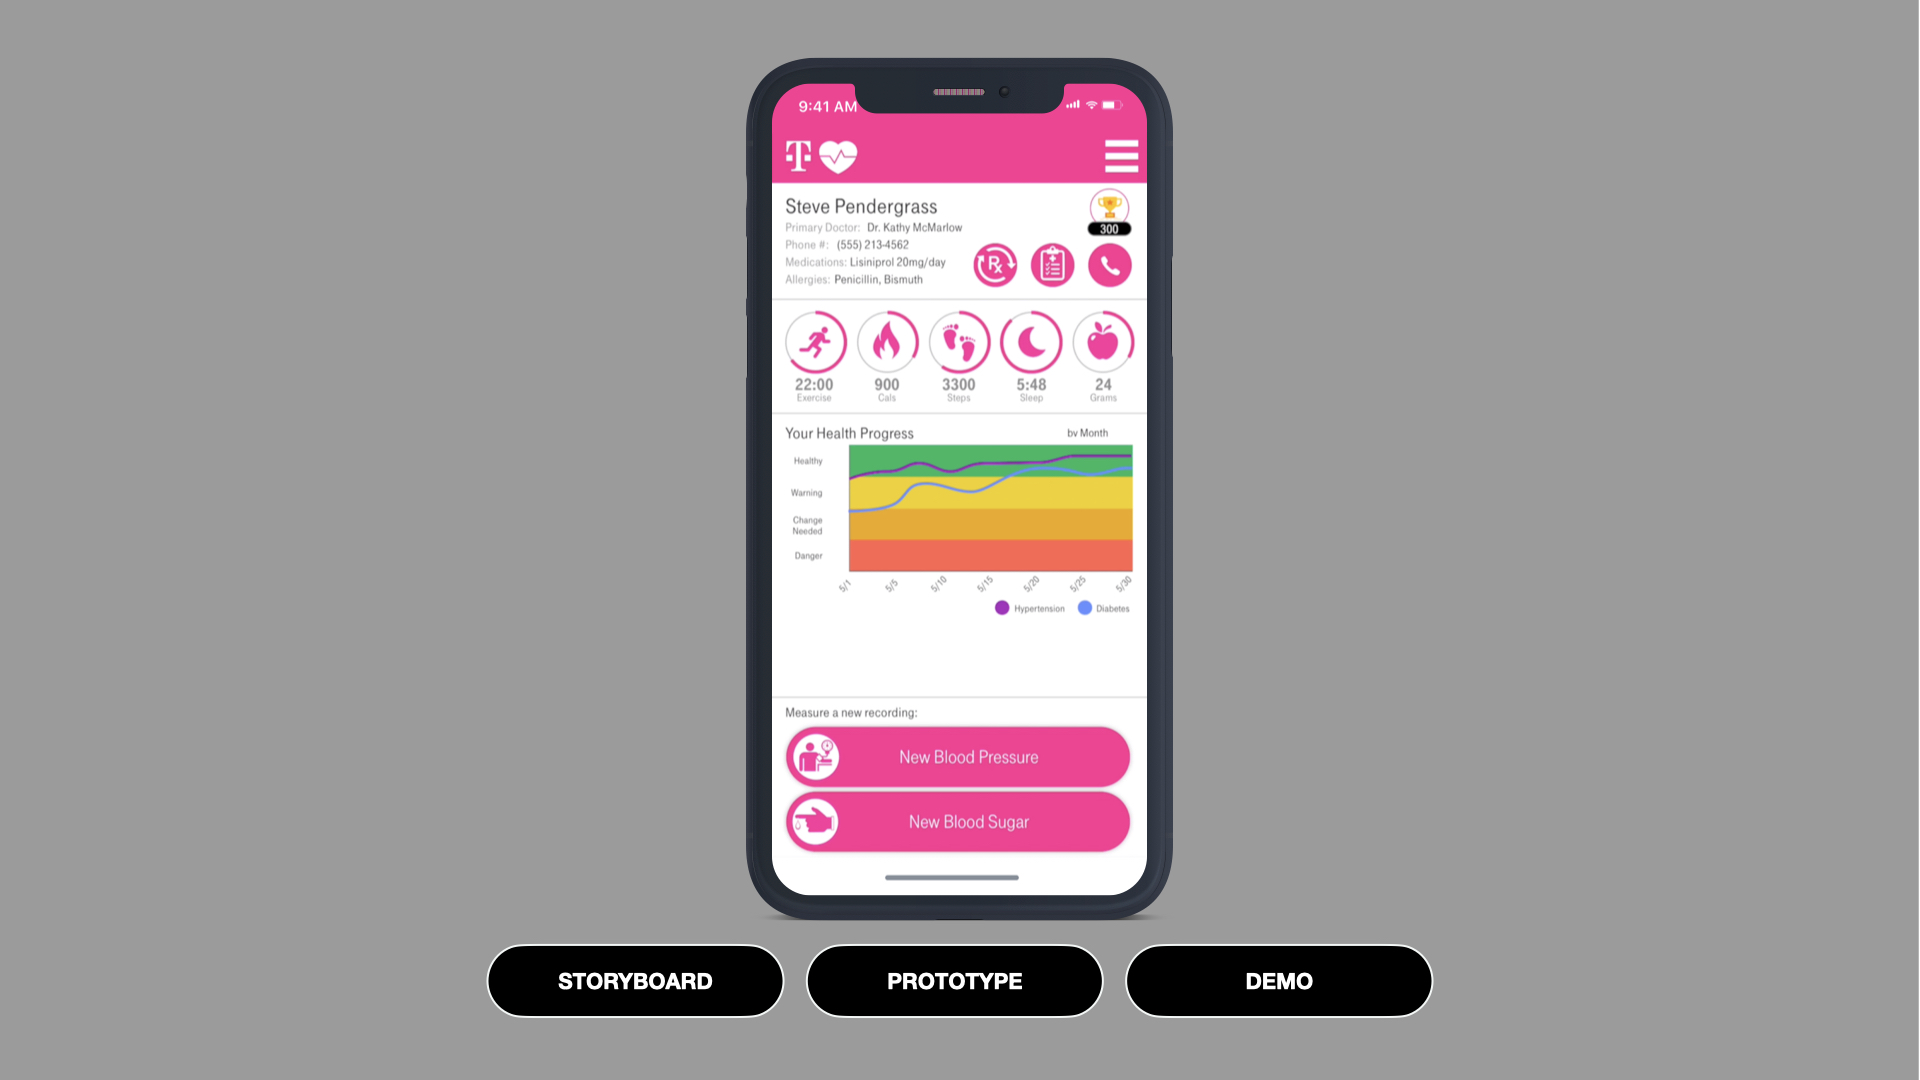 9:41 AM
T
Steve Pendergrass
300
Primary Doctor: Dr. Kathy McMarlow
Phone #: (555) 213-4562
Medications: Lisiniprol 20mg/day
Allergies: Penicillin, Bismuth
Rx
22:00 900 3300 5:48 24
Exercise Cals Steps Sleep Grams
Your Health Progress by Month
Healthy
Warning
Change
Needed
Danger
5/1 5/5 5/10 5/15 5/20 5/25 5/30
Hypertension Diabetes
Measure a new recording:
New Blood Pressure
New Blood Sugar
STORYBOARD PROTOTYPE DEMO